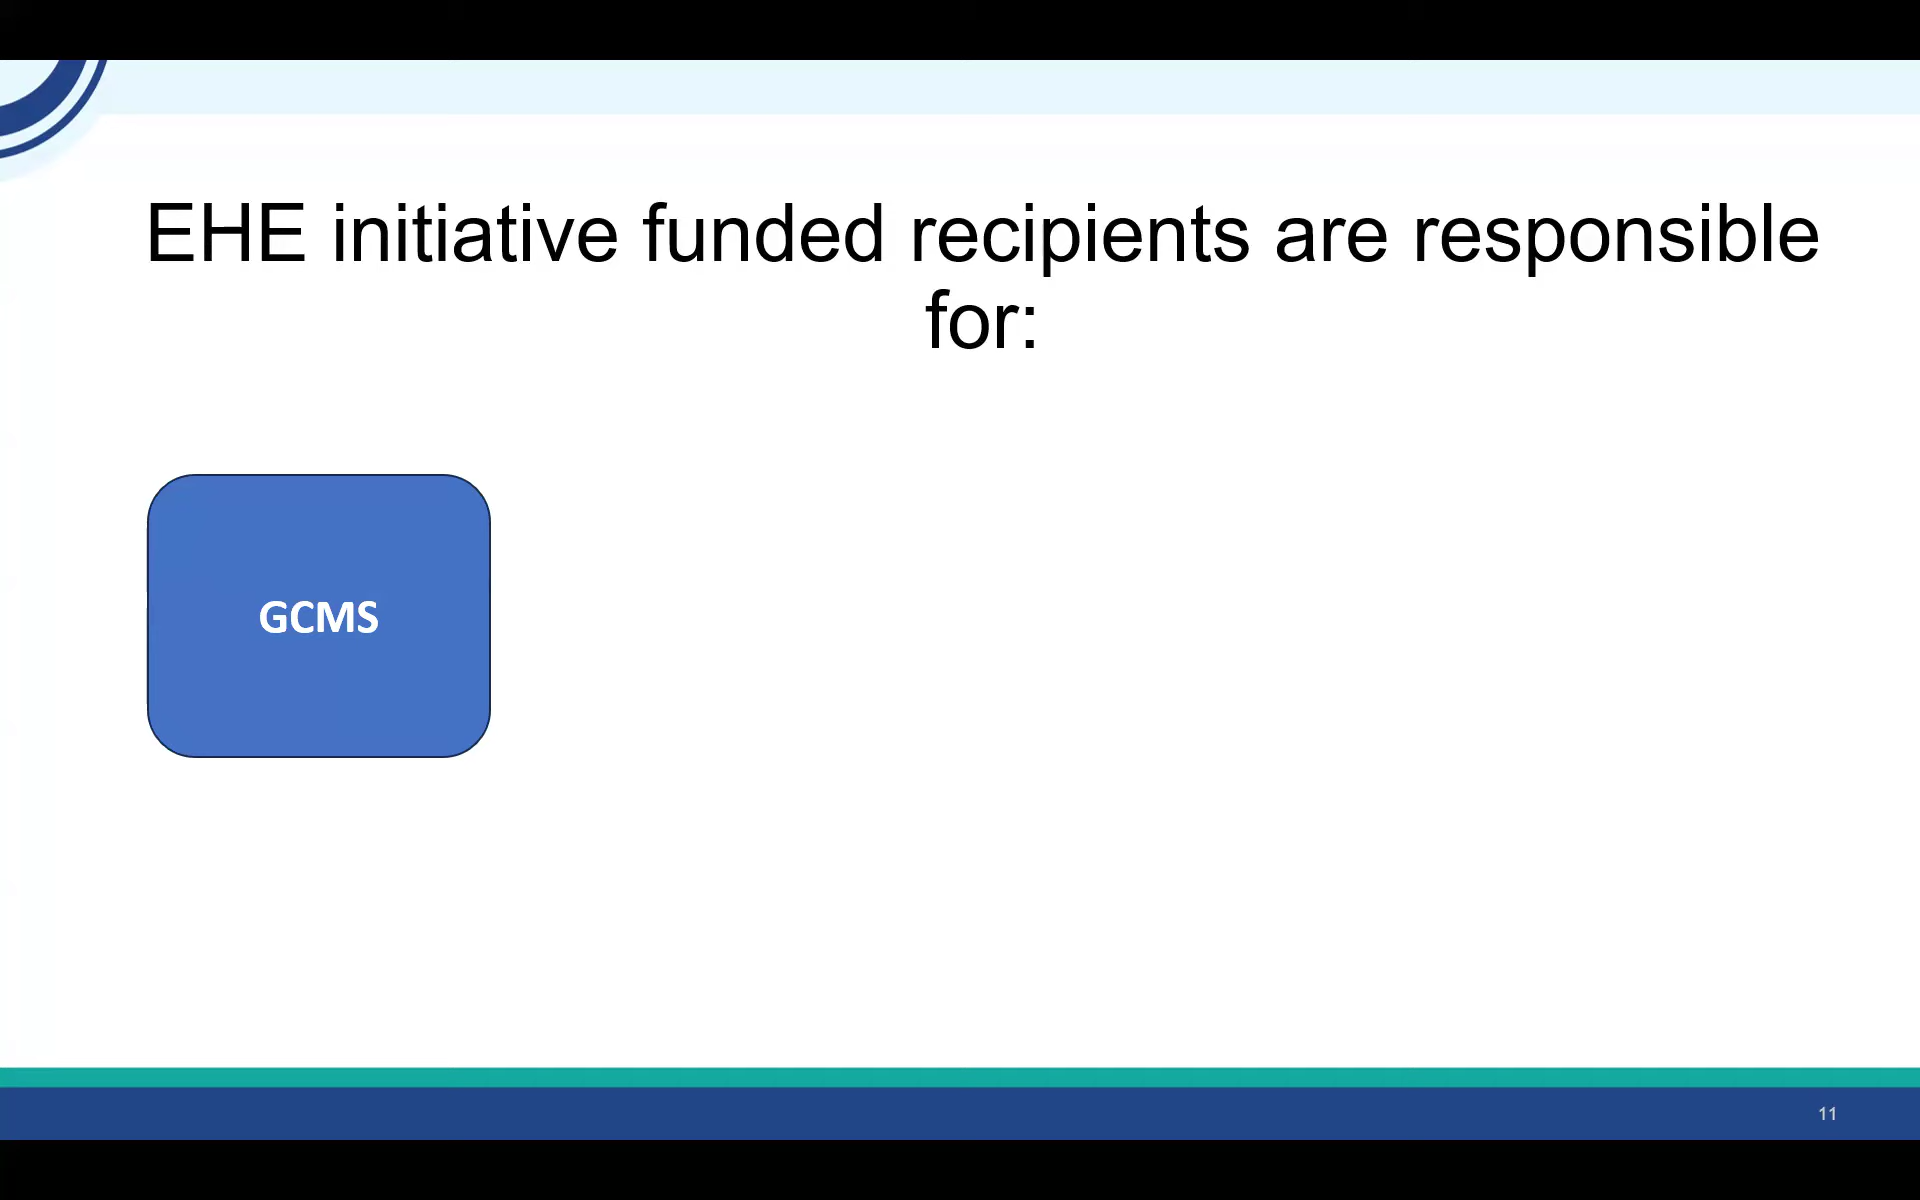 EHE initiative funded recipients are responsible
for:
GCMS
11